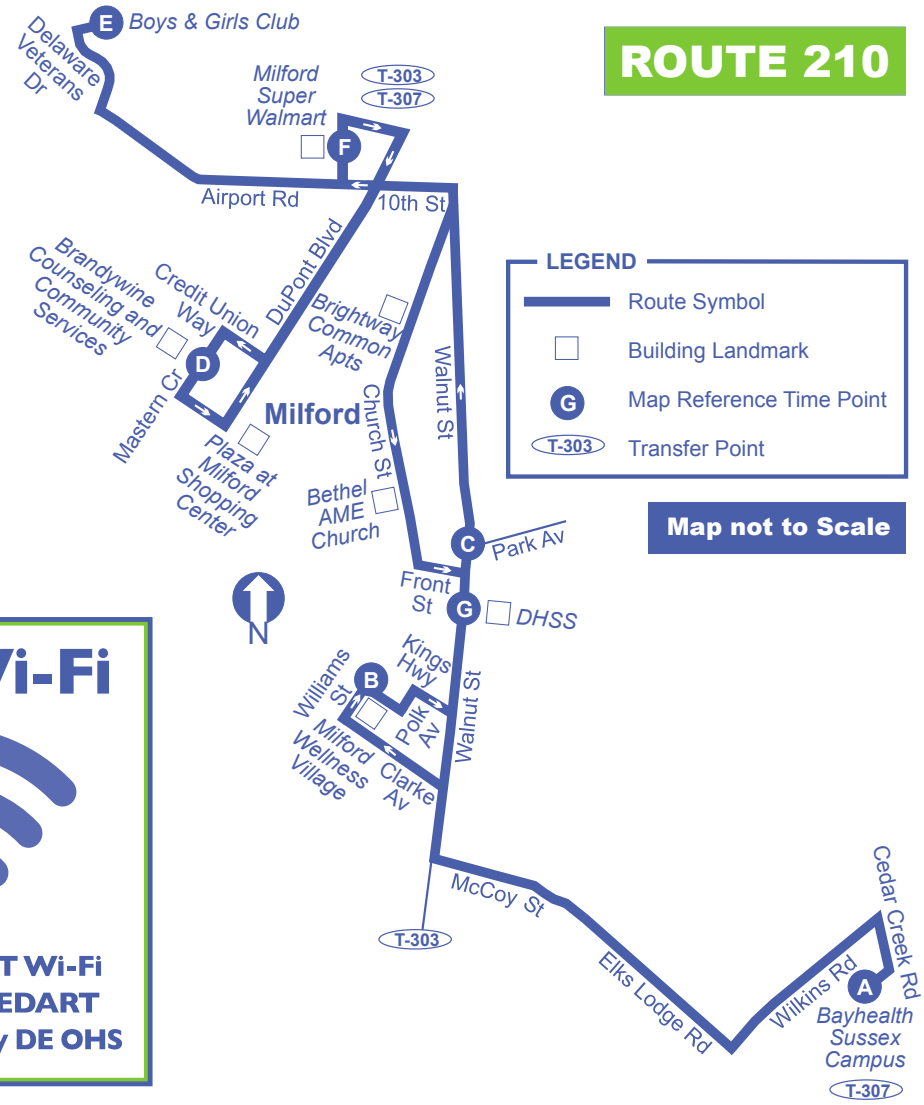 ROUTE 210
E
Boys & Girls Club
Delaware
Veterans
Dr
Milford
Super
Walmart
T-303
T-307
F
Airport Rd
10th St
DuPont Blvd
Brandywine
Counseling and
Community
Services
Credit Union
Way
D
Mastern Cr
Plaza at
Milford
Shopping
Center
Milford
Brightway
Common
Apts
Church St
Walnut St
Bethel
AME
Church
LEGEND
Route Symbol
Building Landmark
G
Map Reference Time Point
T-303
Transfer Point
Map not to Scale
C
Park Av
Front
St
G
DHSS
N
Kings
Hwy
Williams
St
B
Polk
Av
Walnut St
Milford
Wellness
Village
Clarke
Av
McCoy St
T-303
Elks Lodge Rd
Wilkins Rd
Cedar Creek Rd
A
Bayhealth
Sussex
Campus
T-307
i-Fi
T Wi-Fi
EDART
DE OHS